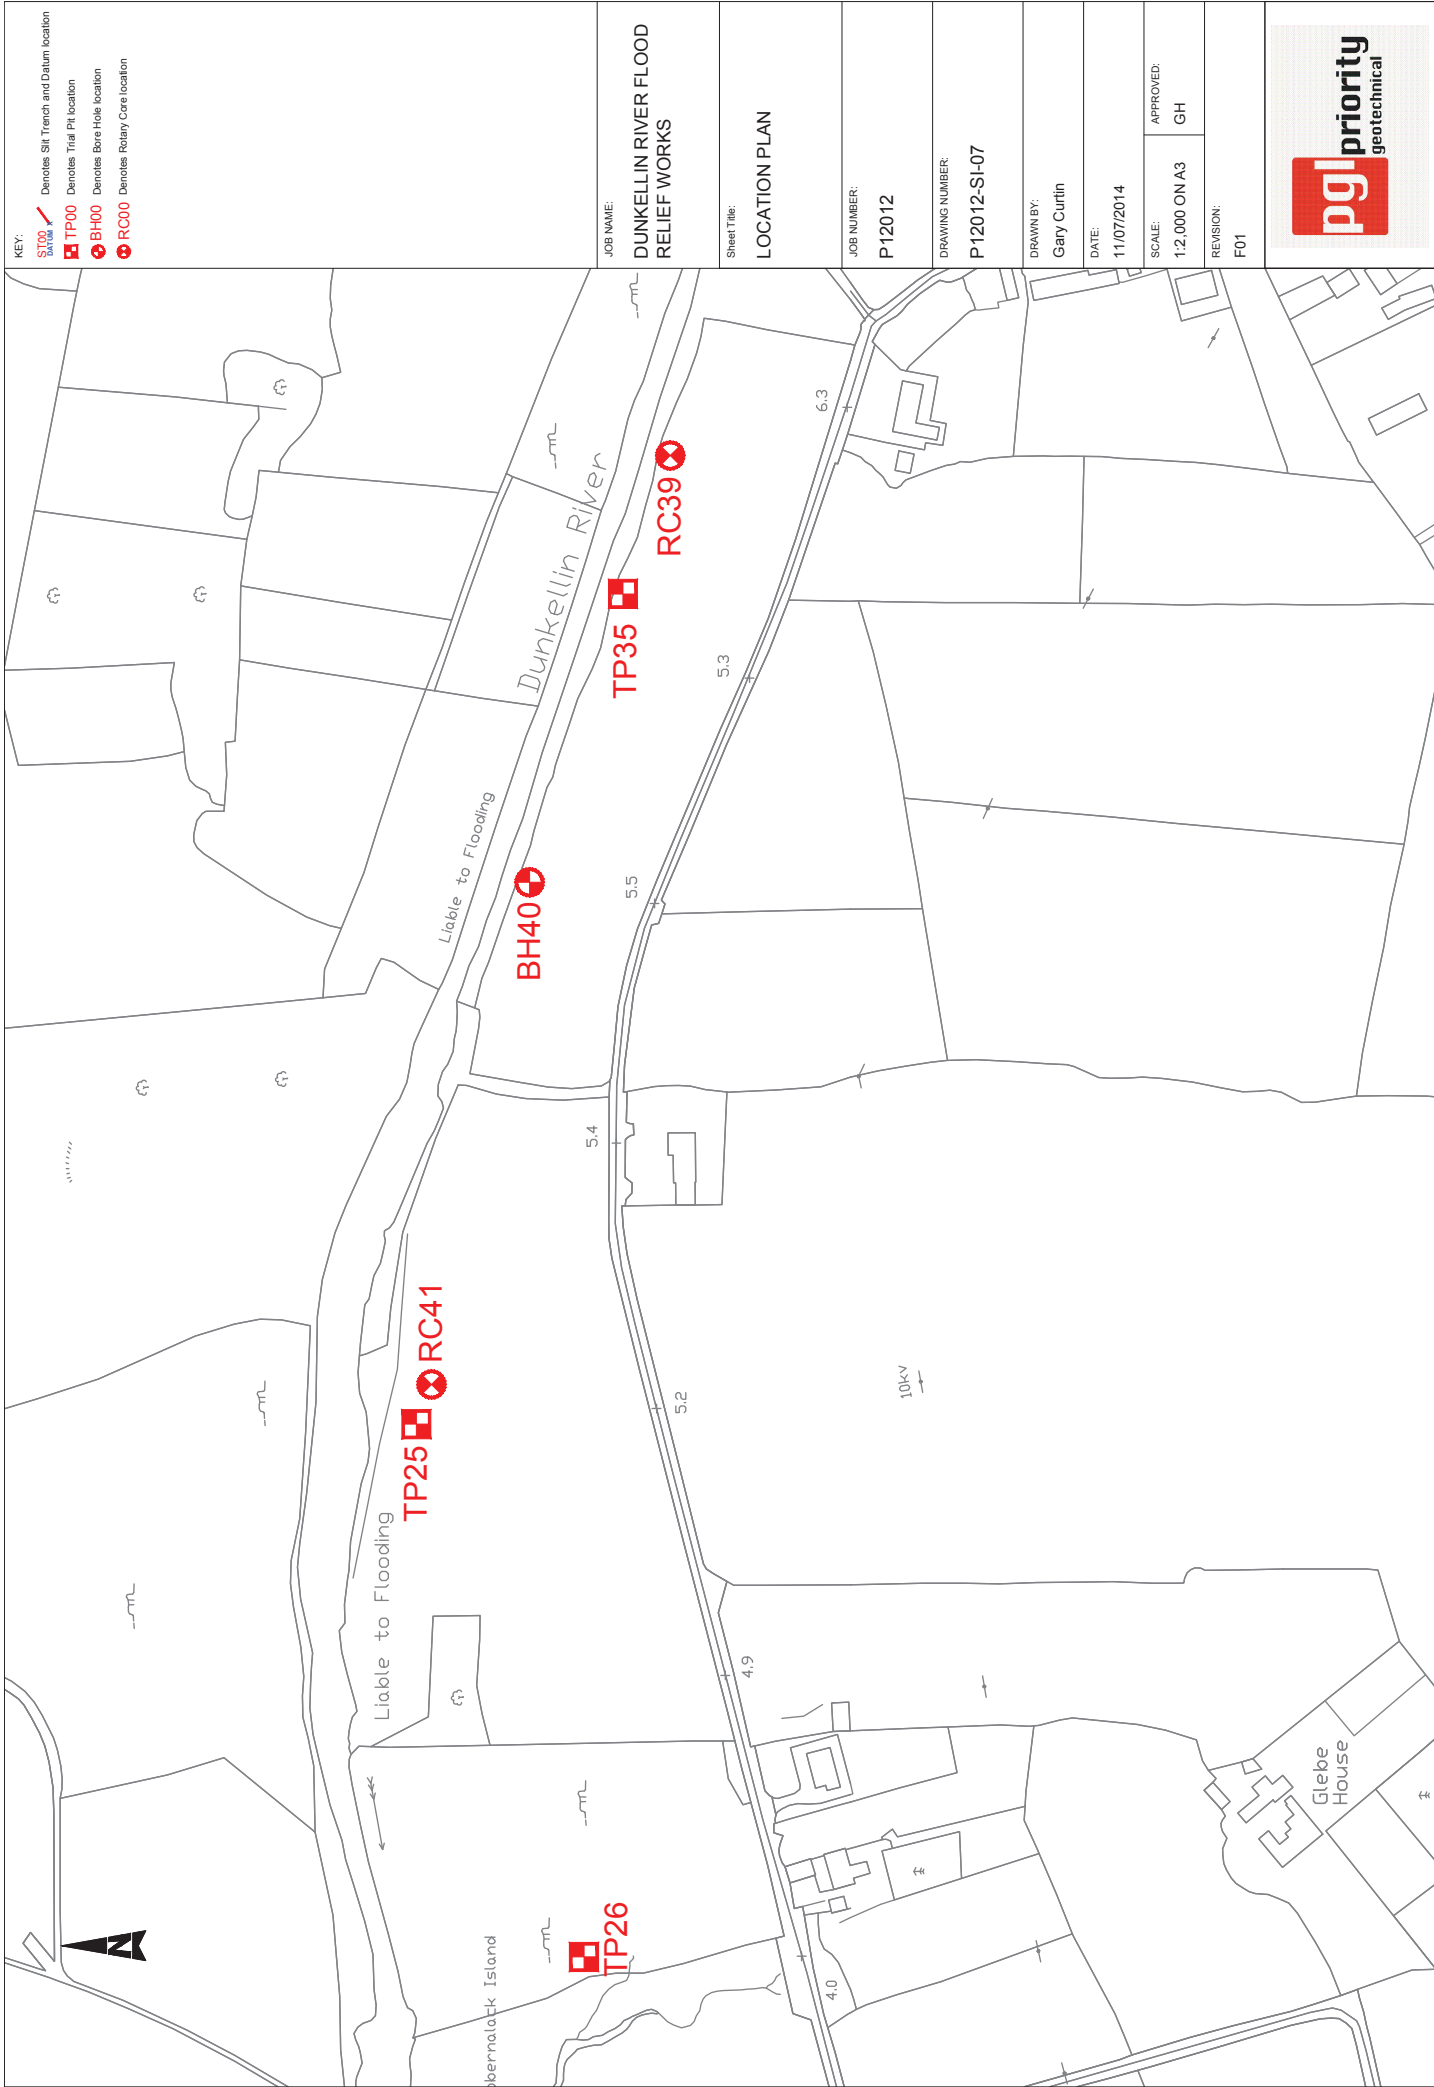 KEY:
ST00
DATUM x
Denotes Slit Trench and Datum location
TP00 Denotes Trial Pit location
BH00 Denotes Bore Hole location
RC00 Denotes Rotary Core location
JOB NAME:
DUNKELLIN RIVER FLOOD
RELIEF WORKS
Sheet Title:
LOCATION PLAN
JOB NUMBER:
P12012
DRAWING NUMBER:
P12012-SI-07
DRAWN BY:
Gary Curtin
DATE:
11/07/2014
SCALE:
1:2,000 ON A3
APPROVED:
GH
REVISION:
F01
pgl priority
geotechnical
N
obernalack Island
TP26
Liable to Flooding
TP25
RC41
Liable to Flooding
BH40
Dunkellin River
TP35
RC39
4.0
4.9
5.2
5.4
5.5
5.3
6.3
10kv
Glebe
House